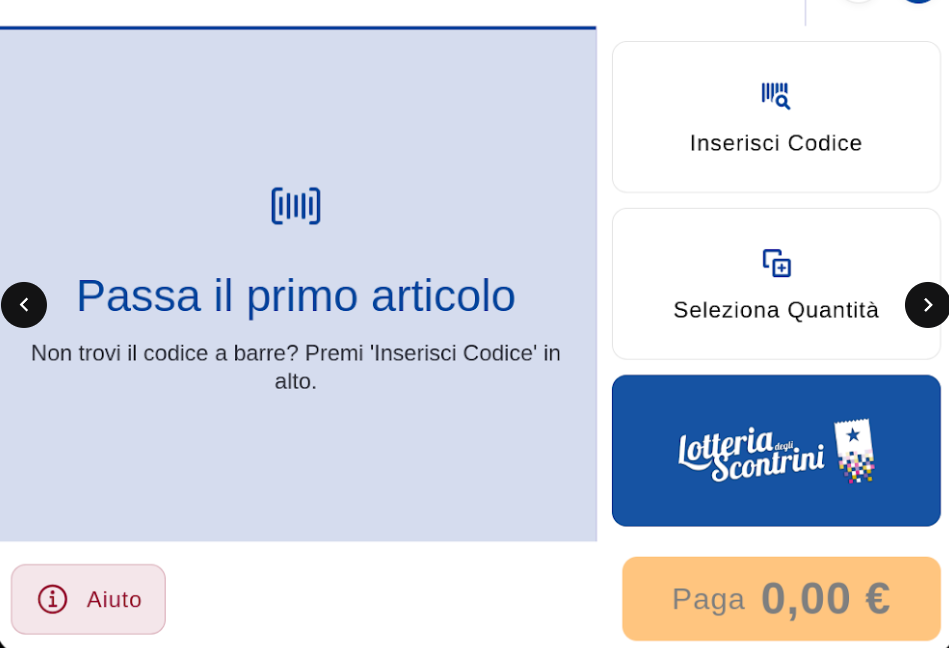 Inserisci Codice
Passa il primo articolo
Non trovi il codice a barre? Premi 'Inserisci Codice' in
alto.
Seleziona Quantità
Lotteria degli
Scontrini
Aiuto
Paga 0,00 €